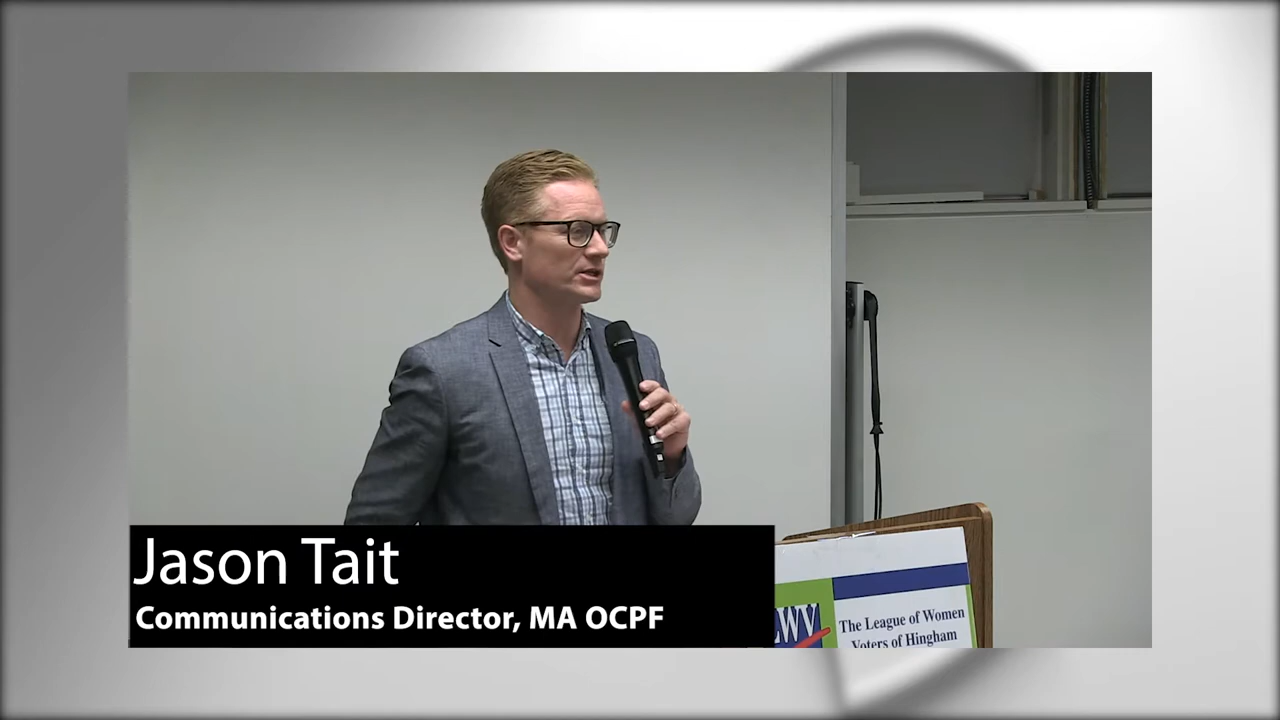 Jason Tait
Communications Director, MA OCPF
The League of Women
Voters of Hingham